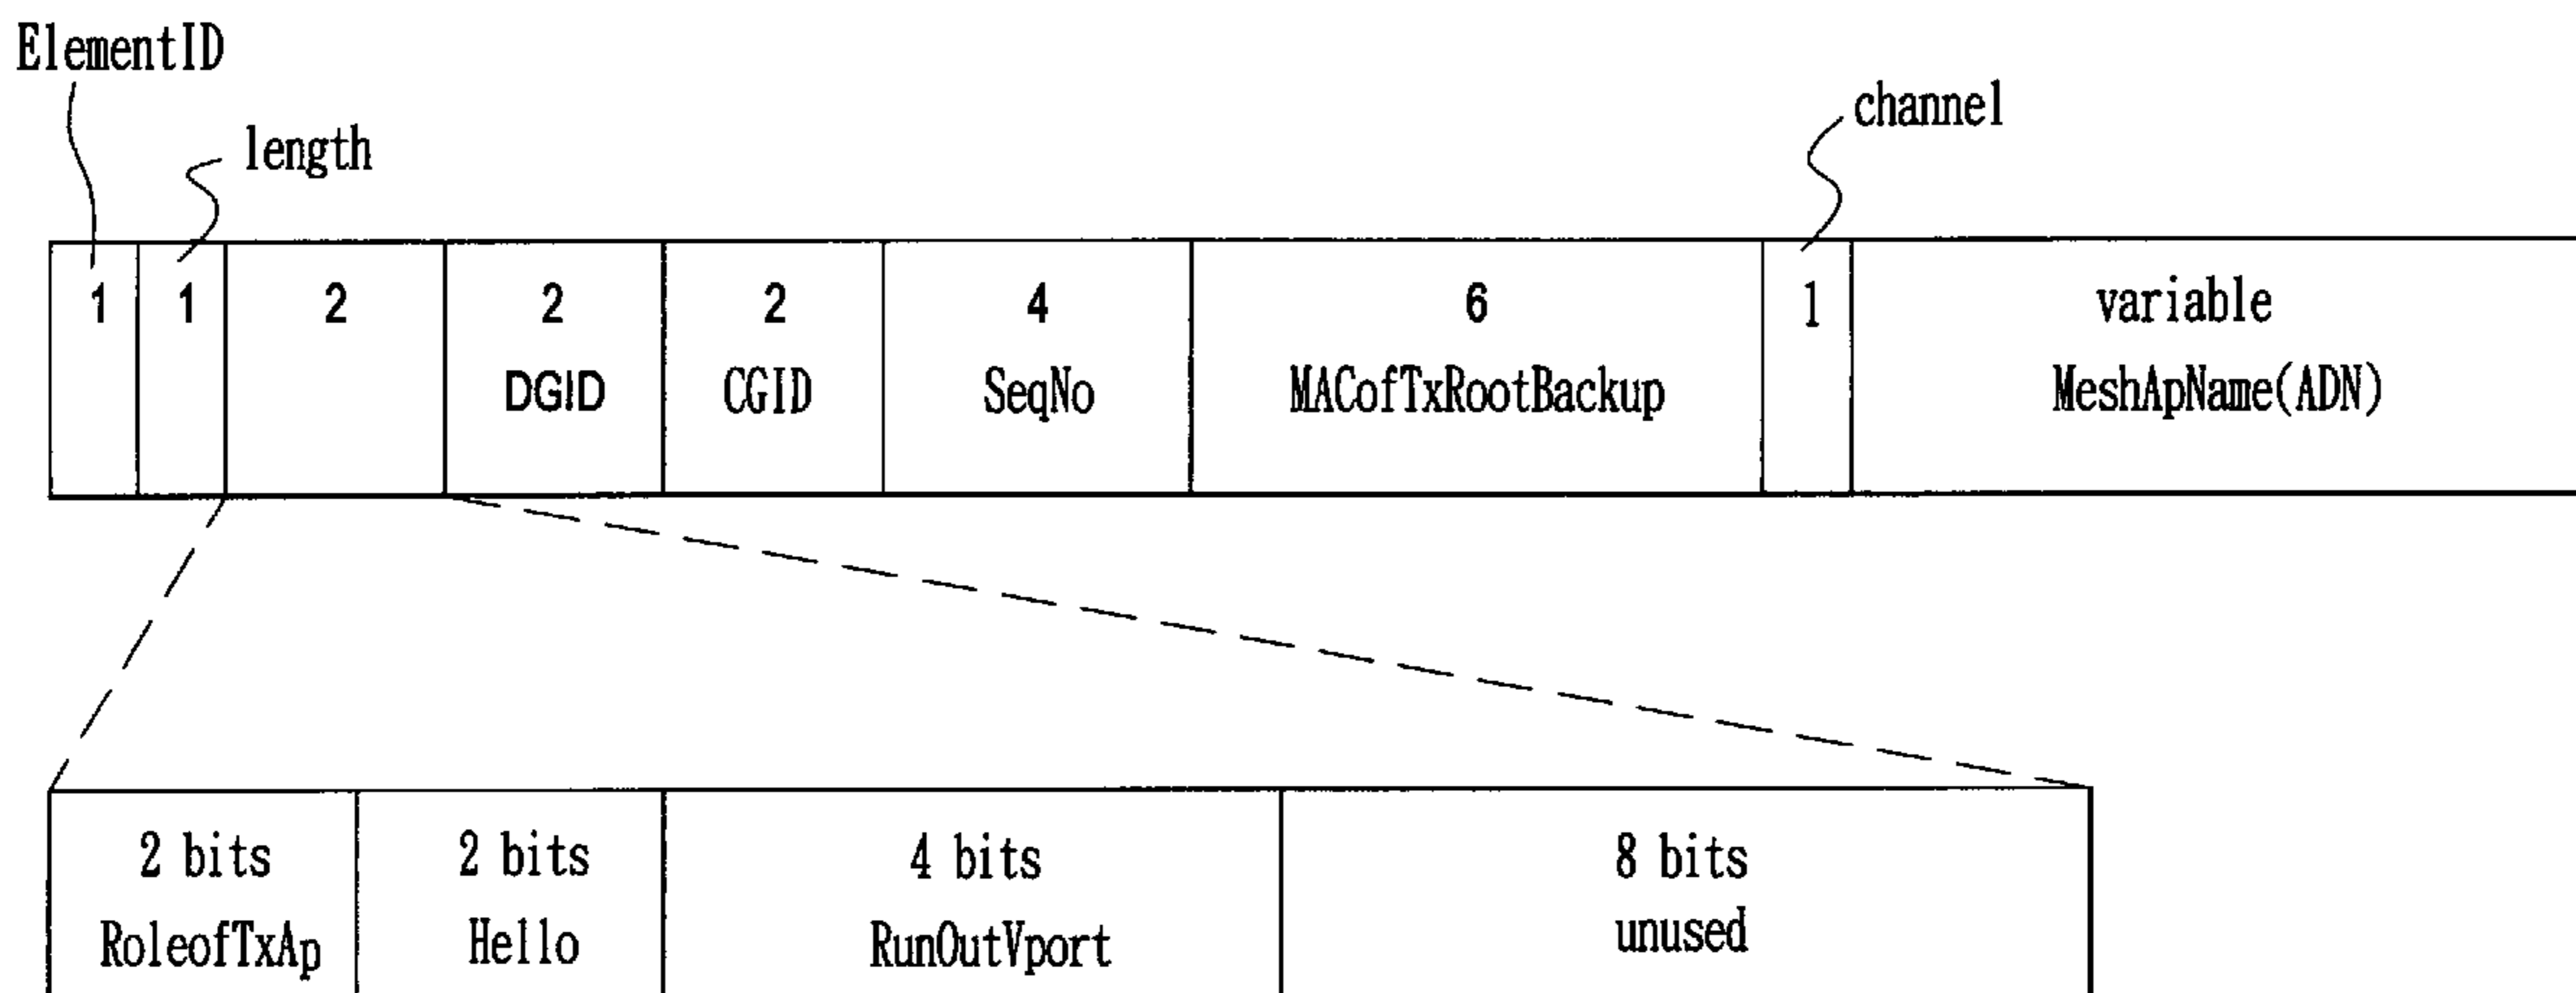 ElementID
length
channel
1 1 2 2 2 4 6 1 variable
DGID CGID SeqNo MACofTxRootBackup MeshApName(ADN)
2 bits 2 bits 4 bits 8 bits
RoleofTxAp Hello RunOutVport unused